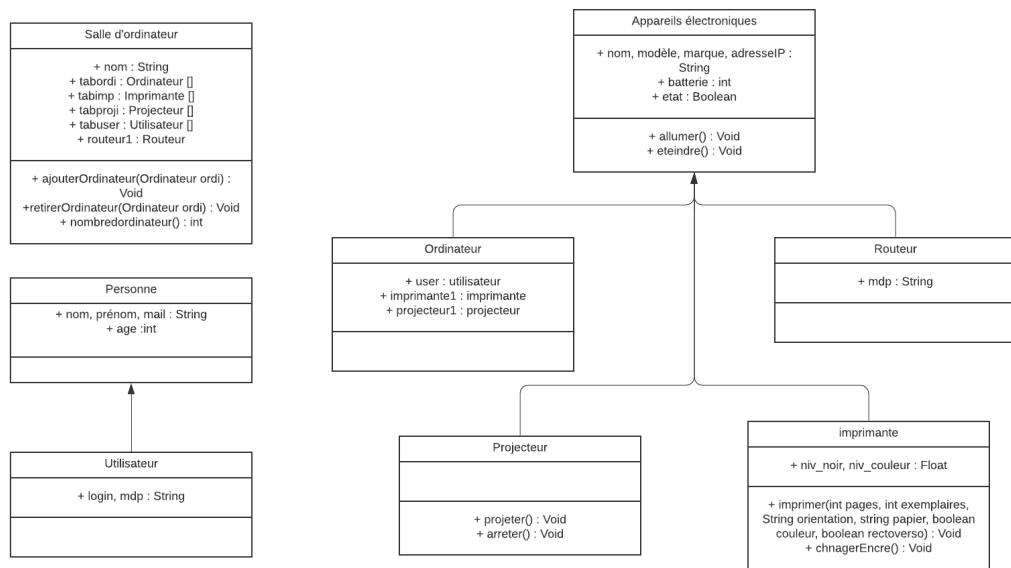 Salle d'ordinateur
+ nom : String
+ tabordi : Ordinateur []
+ tabimp : Imprimante []
+ tabproji : Projecteur []
+ tabuser : Utilisateur []
+ routeur1 : Routeur
+ ajouterOrdinateur(Ordinateur ordi) :
Void
+retirerOrdinateur(Ordinateur ordi) : Void
+ nombredordinateur() : int
Personne
+ nom, prénom, mail : String
+ age :int
Utilisateur
+ login, mdp : String
Appareils électroniques
+ nom, modèle, marque, adresseIP :
String
+ batterie : int
+ etat : Boolean
+ allumer() : Void
+ eteindre() : Void
Ordinateur
+ user : utilisateur
+ imprimante1 : imprimante
+ projecteur1 : projecteur
Routeur
+ mdp : String
Projecteur
+ projeter() : Void
+ arreter() : Void
imprimante
+ niv_noir, niv_couleur : Float
+ imprimer(int pages, int exemplaires,
String orientation, string papier, boolean
couleur, boolean rectoverso) : Void
+ chnagerEncre() : Void